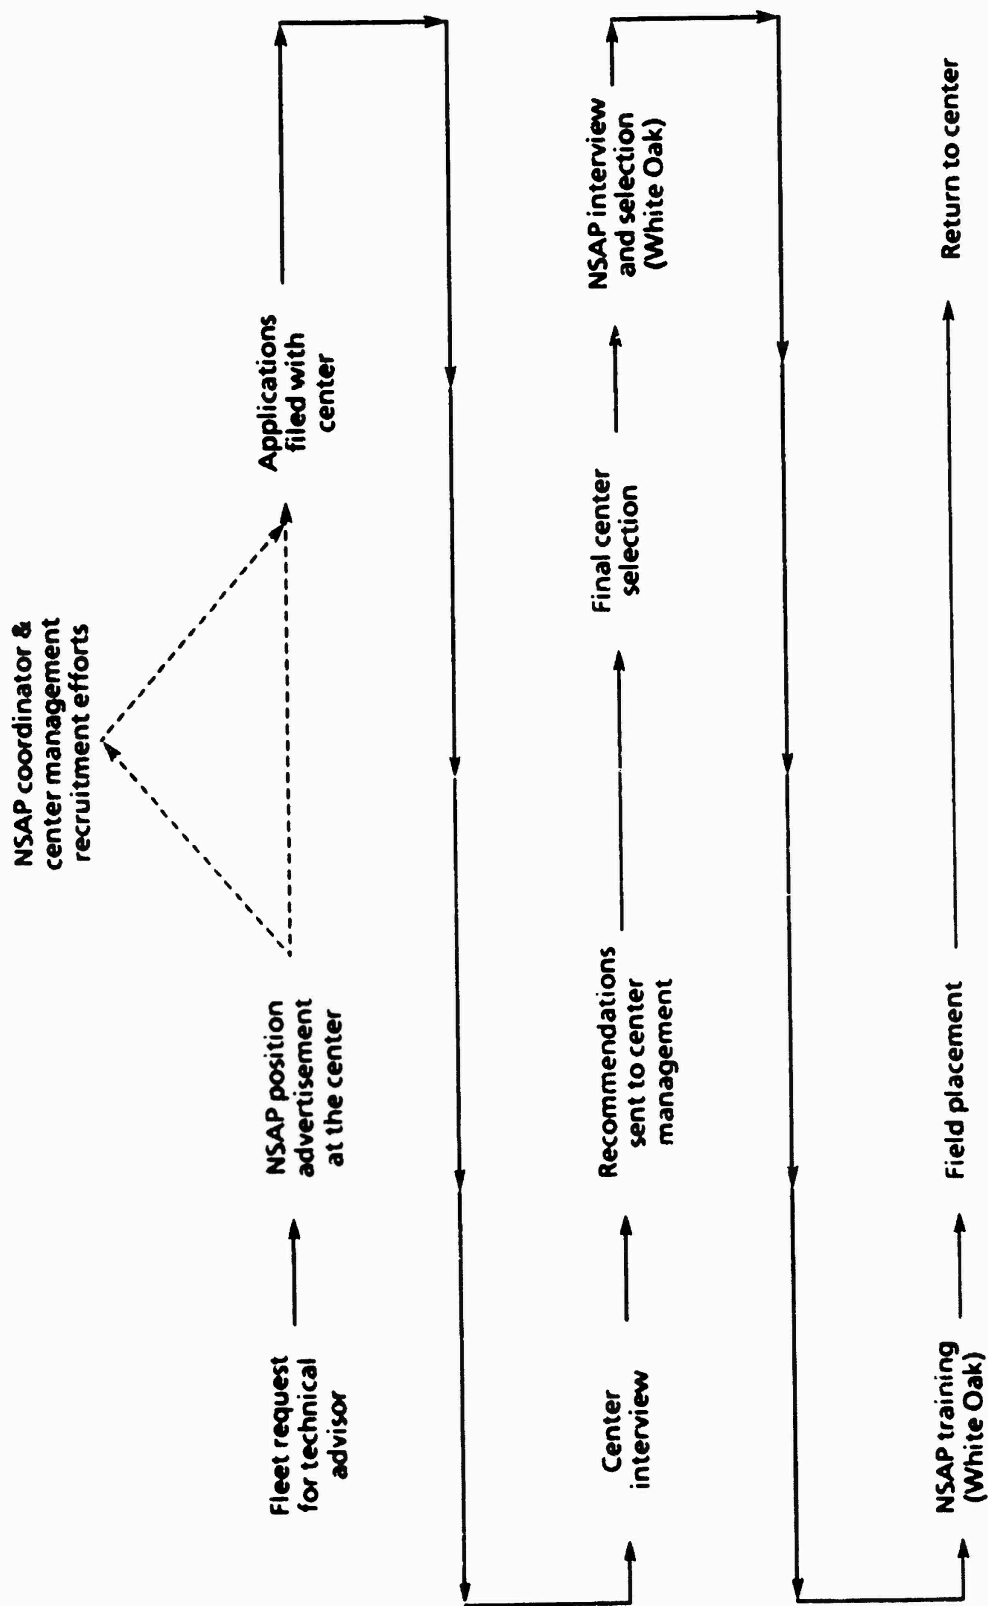 NSAP coordinator &
center management
recruitment efforts
Fleet request
for technical
advisor
NSAP position
advertisement
at the center
Applications
filed with
center
Center
interview
Recommendations
sent to center
management
Final center
selection
NSAP interview
and selection
(White Oak)
NSAP training
(White Oak)
Field placement
Return to center